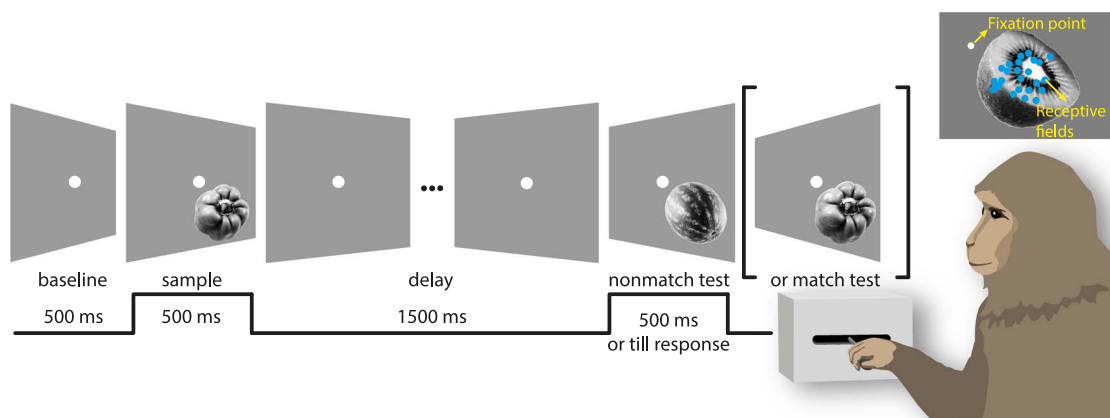 Fixation point
Receptive
fields
baseline
sample
delay
nonmatch test
or match test
500 ms
500 ms
1500 ms
500 ms
or till response